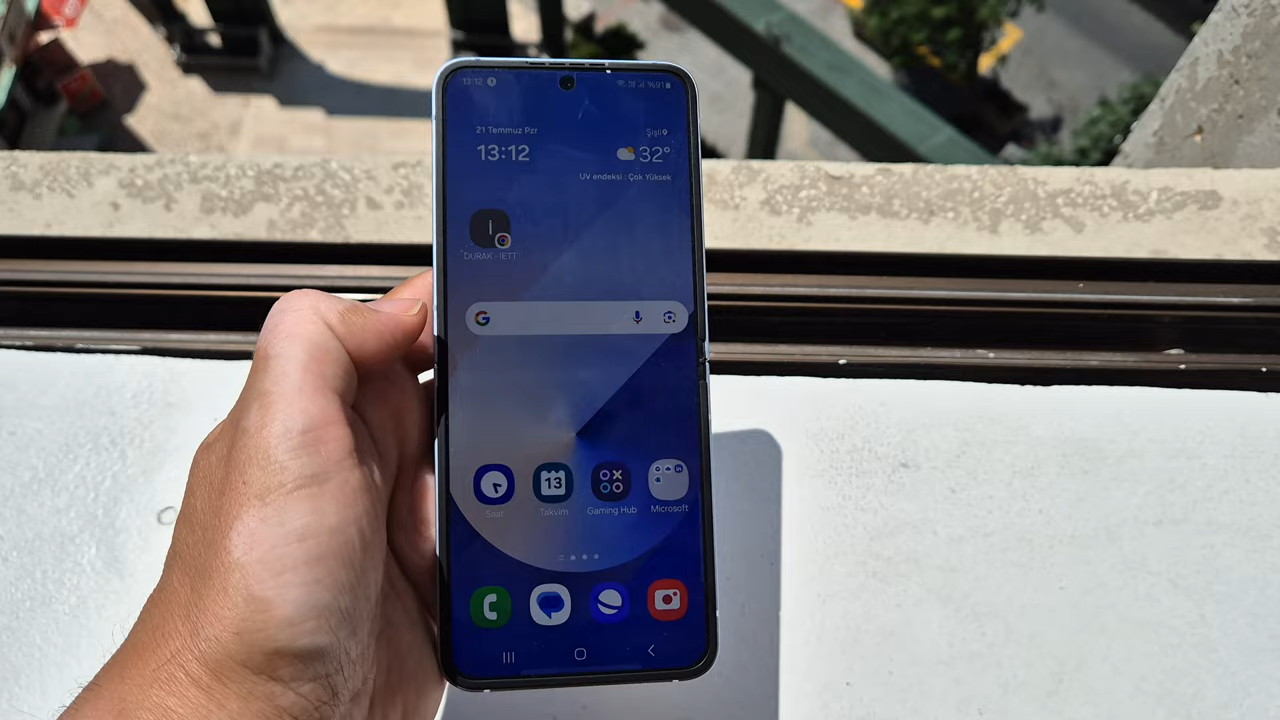 13:12
%91
21 Temmuz Pzr
Şişli
13:12
32°
UV endeksi : Çok Yüksek
DURAK - IETT
13
Saat
Takvim
Gaming Hub
Microsoft